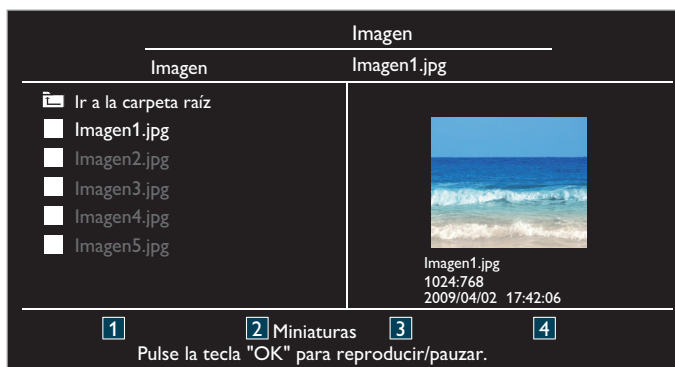 Imagen
Imagen Imagen1.jpg
Ir a la carpeta raíz
Imagen1.jpg
Imagen2.jpg
Imagen3.jpg
Imagen4.jpg
Imagen5.jpg
Imagen1.jpg
1024:768
2009/04/02 17:42:06
1 2 Miniaturas 3 4
Pulse la tecla "OK" para reproducir/pauzar.